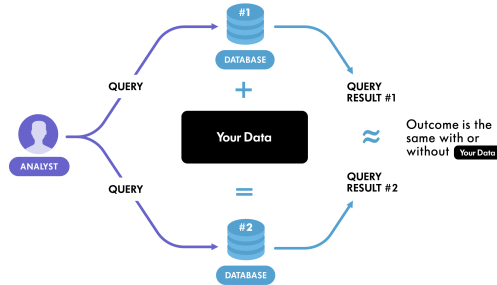 #1
DATABASE
QUERY
QUERY
RESULT #1
+
Your Data
≈
Outcome is the
same with or
without Your Data
ANALYST
QUERY
QUERY
RESULT #2
=
#2
DATABASE